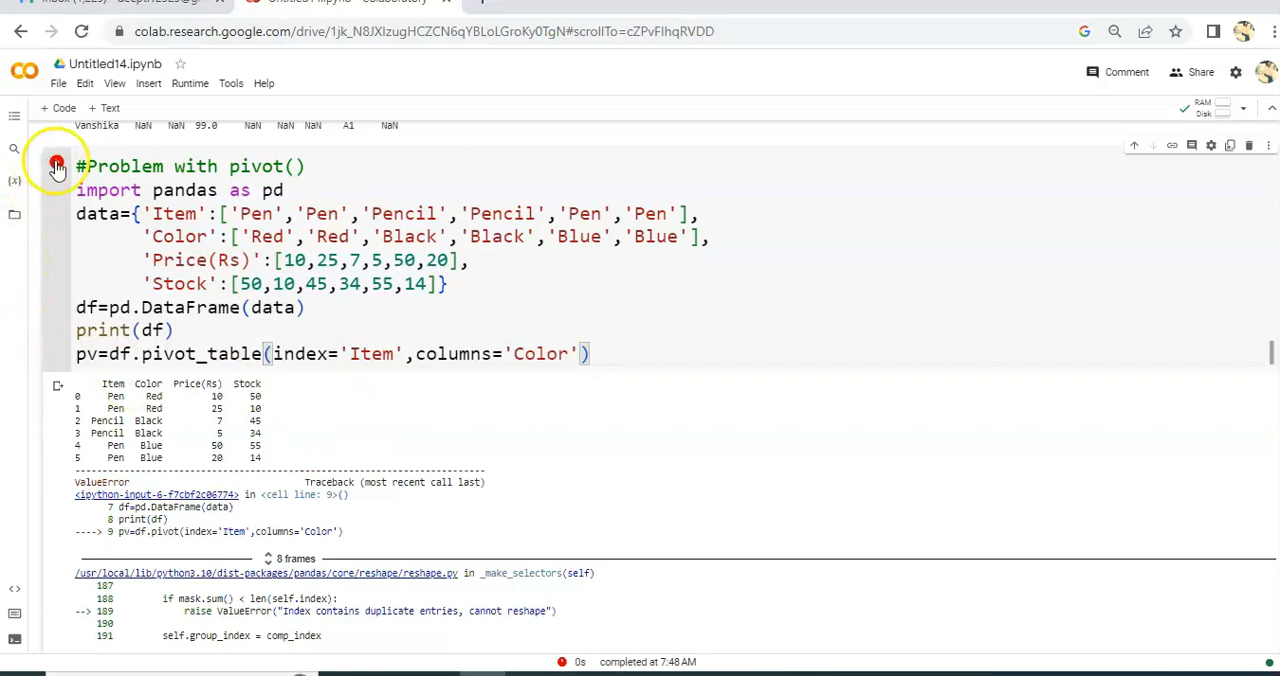 colab.research.google.com/drive/1jk_N8JXlzugHCZCN6qYBLoLGroKy0TgN#scrollTo=cZPvFlhqRVDD
Untitled14.ipynb
Comment
Share
File Edit View Insert Runtime Tools Help
+ Code + Text
RAM
Disk
Vanshika NaN NaN 99.0 NaN NaN NaN A1 NaN
#Problem with pivot()
import pandas as pd
data={'Item':['Pen','Pen','Pencil','Pencil','Pen','Pen'],
'Color':['Red','Red','Black','Black','Blue','Blue'],
'Price(Rs)':[10,25,7,5,50,20],
'Stock':[50,10,45,34,55,14]}
df=pd.DataFrame(data)
print(df)
pv=df.pivot_table(index='Item',columns='Color')
Item Color Price(Rs) Stock
0 Pen Red 10 50
1 Pen Red 25 10
2 Pencil Black 7 45
3 Pencil Black 5 34
4 Pen Blue 50 55
5 Pen Blue 20 14
---------------------------------------------------------------------------
ValueError Traceback (most recent call last)
<ipython-input-6-f7cbf2c06774> in <cell line: 9>()
7 df=pd.DataFrame(data)
8 print(df)
----> 9 pv=df.pivot(index='Item',columns='Color')
8 frames
/usr/local/lib/python3.10/dist-packages/pandas/core/reshape/reshape.py in _make_selectors(self)
187
188 if mask.sum() < len(self.index):
--> 189 raise ValueError("Index contains duplicate entries, cannot reshape")
190
191 self.group_index = comp_index
0s completed at 7:48 AM